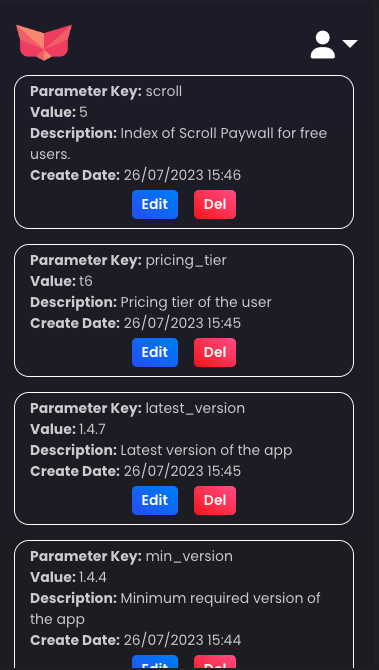 Parameter Key: scroll
Value: 5
Description: Index of Scroll Paywall for free
users.
Create Date: 26/07/2023 15:46
Edit Del
Parameter Key: pricing_tier
Value: t6
Description: Pricing tier of the user
Create Date: 26/07/2023 15:45
Edit Del
Parameter Key: latest_version
Value: 1.4.7
Description: Latest version of the app
Create Date: 26/07/2023 15:45
Edit Del
Parameter Key: min_version
Value: 1.4.4
Description: Minimum required version of
the app
Create Date: 26/07/2023 15:44
Edit Del